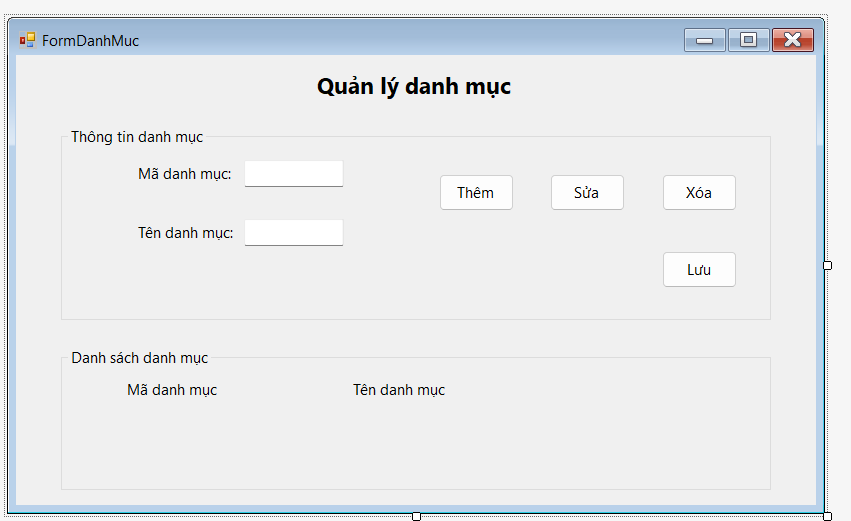 FormDanhMuc
Quản lý danh mục
Thông tin danh mục
Mã danh mục:
Thêm Sửa Xóa
Tên danh mục:
Lưu
Danh sách danh mục
Mã danh mục Tên danh mục